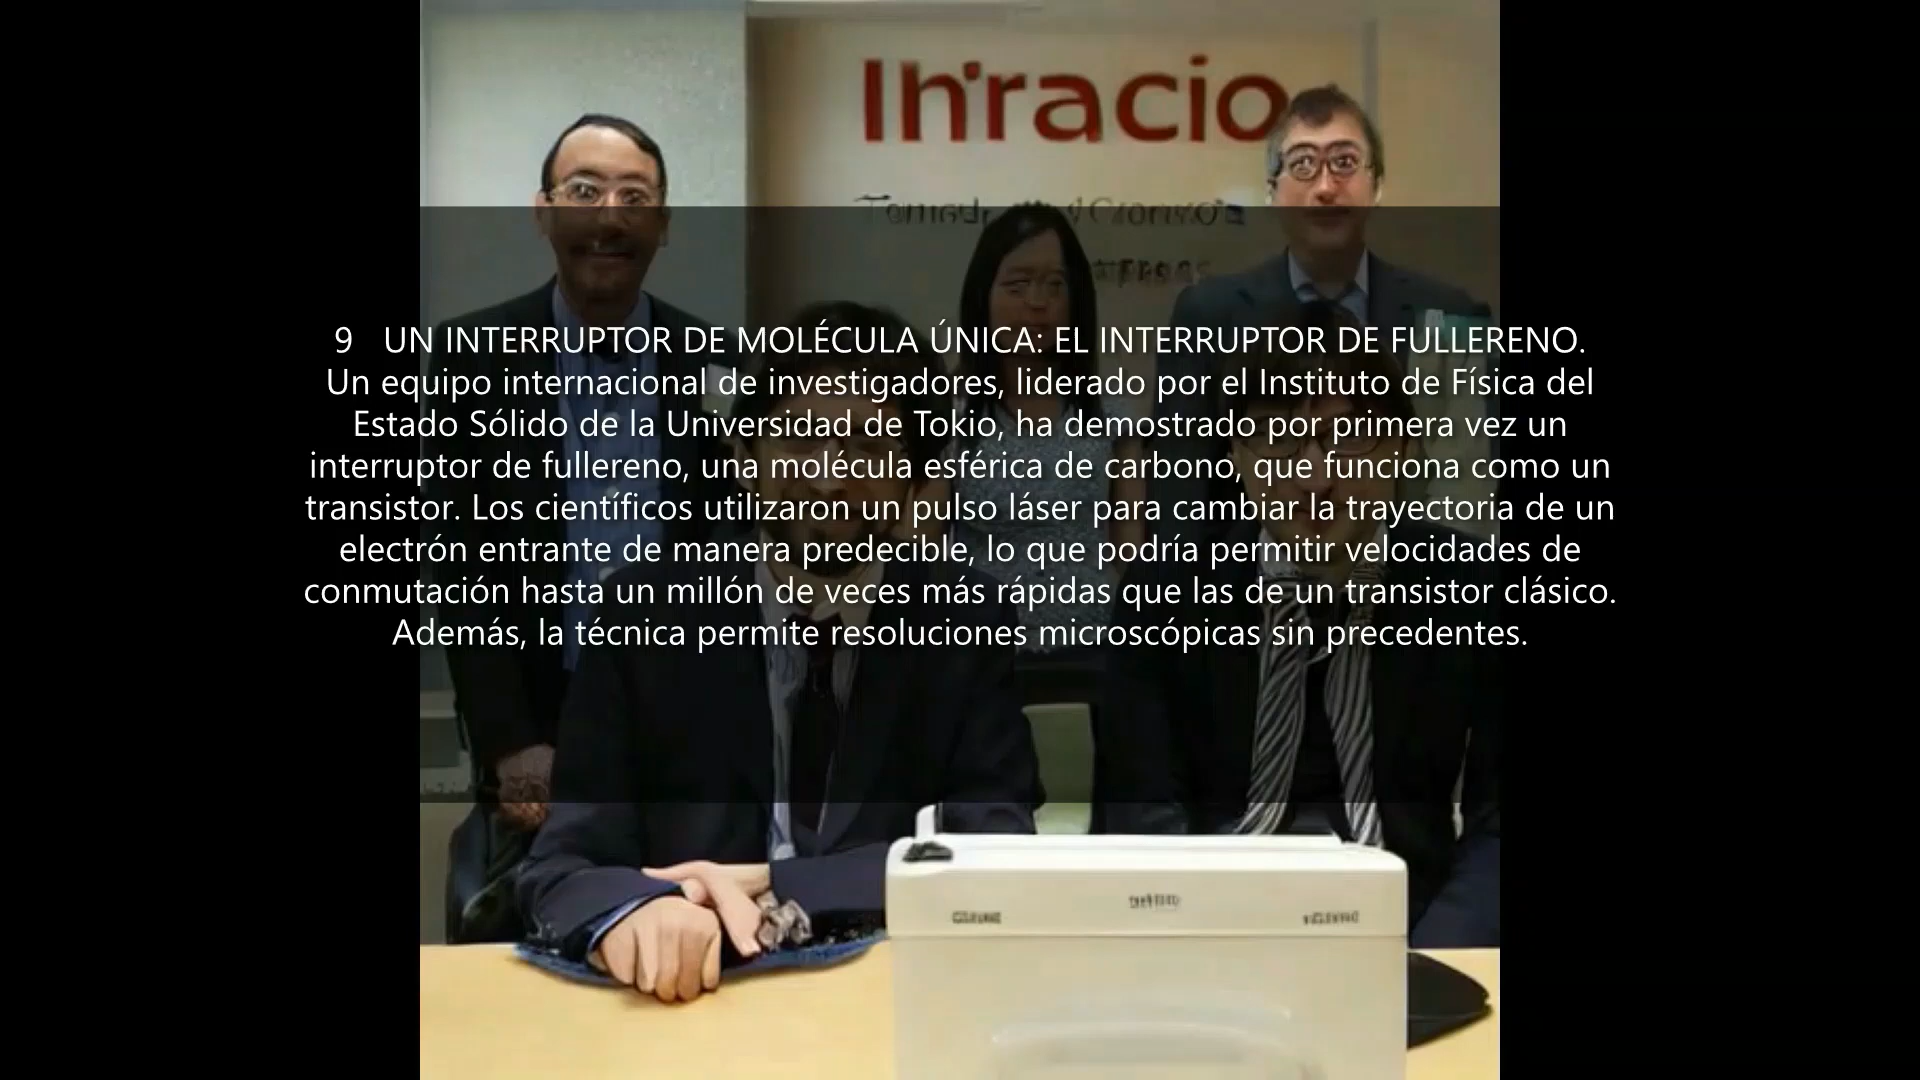 Inracio
9 UN INTERRUPTOR DE MOLÉCULA ÚNICA: EL INTERRUPTOR DE FULLERENO.
Un equipo internacional de investigadores, liderado por el Instituto de Física del
Estado Sólido de la Universidad de Tokio, ha demostrado por primera vez un
interruptor de fullereno, una molécula esférica de carbono, que funciona como un
transistor. Los científicos utilizaron un pulso láser para cambiar la trayectoria de un
electrón entrante de manera predecible, lo que podría permitir velocidades de
conmutación hasta un millón de veces más rápidas que las de un transistor clásico.
Además, la técnica permite resoluciones microscópicas sin precedentes.